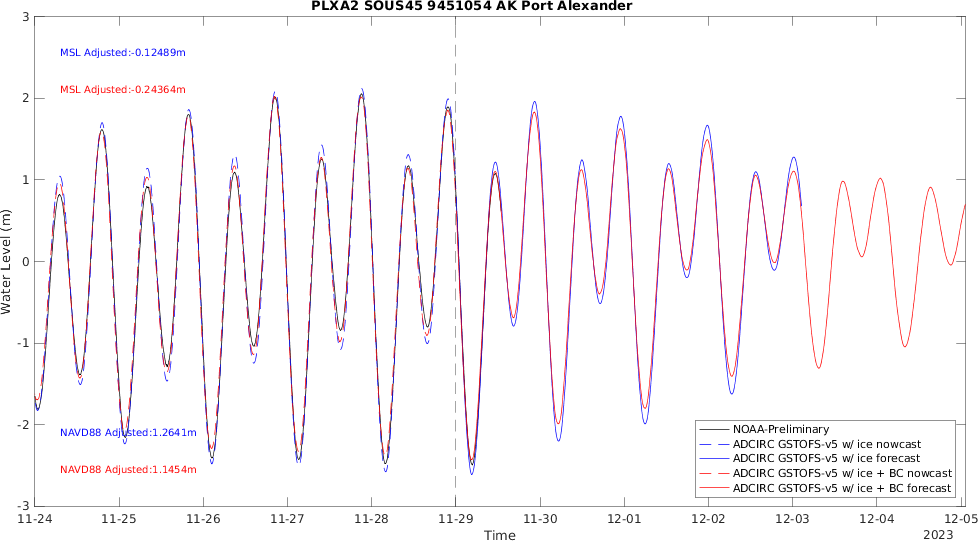 PLXA2 SOUS45 9451054 AK Port Alexander
3
2
1
0
-1
-2
-3
Water Level (m)
MSL Adjusted:-0.12489m
MSL Adjusted:-0.24364m
NAVD88 Adjusted:1.2641m
NAVD88 Adjusted:1.1454m
NOAA-Preliminary
ADCIRC GSTOFS-v5 w/ ice nowcast
ADCIRC GSTOFS-v5 w/ ice forecast
ADCIRC GSTOFS-v5 w/ ice + BC nowcast
ADCIRC GSTOFS-v5 w/ ice + BC forecast
11-24 11-25 11-26 11-27 11-28 11-29 11-30 12-01 12-02 12-03 12-04 12-05
Time
2023